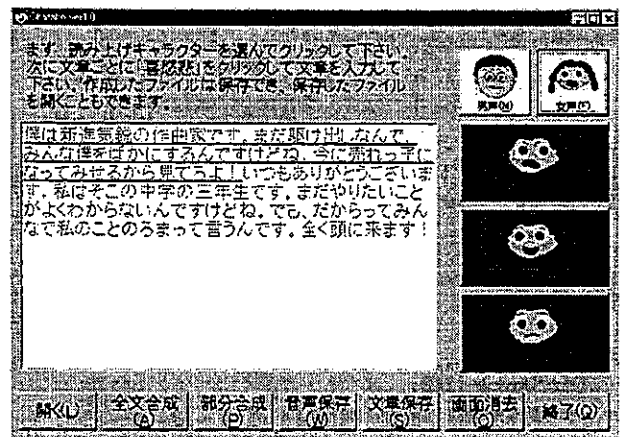 まず、読み上げキャラクターを選んでクリックして下さい
次に文章ごとに「喜怒悲」をクリックして文章を入力して
下さい。作成したファイルは保存でき、保存したファイル
を開くこともできます。
男声(M)
女声(F)
僕は新進気鋭の作曲家です。まだ駆け出しなんで、
みんな僕をばかにするんですけどね、今に売れっ子に
なってみせるから見てろよ！いつもありがとうございま
す。私はそこの中学の三年生です。まだやりたいこと
がよくわからないんですけどね。でも、だからってみん
なで私のことのろまって言うんです。全く頭に来ます！
開く(L)
全文合成
(A)
部分合成
(P)
音声保存
(W)
文章保存
(S)
画面消去
終了(Q)